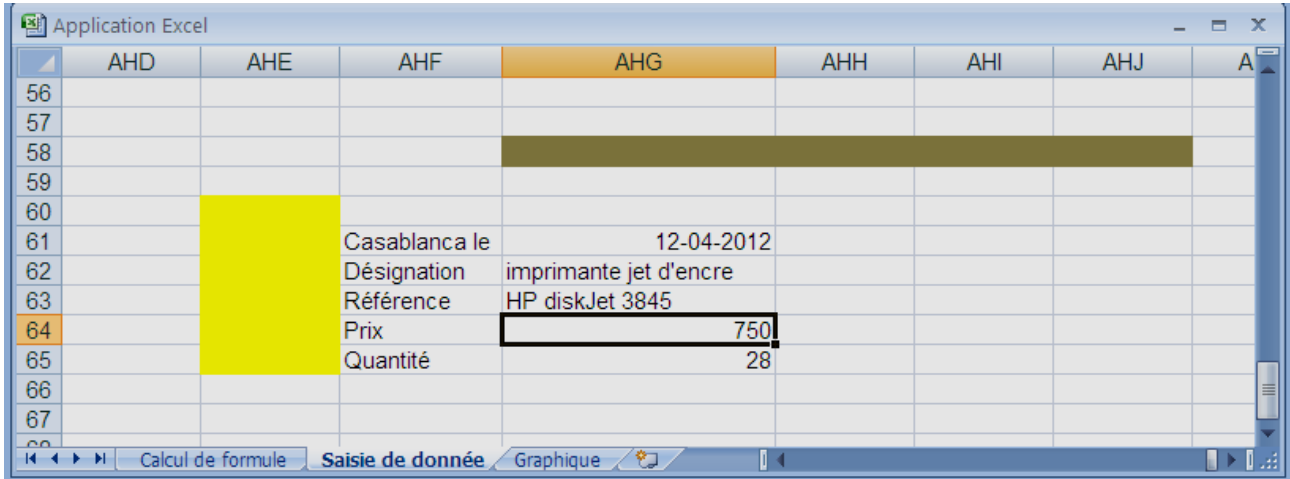 Application Excel
AHD AHE AHF AHG AHH AHI AHJ A
56
57
58
59
60
61 Casablanca le 12-04-2012
62 Désignation imprimante jet d'encre
63 Référence HP diskJet 3845
64 Prix 750
65 Quantité 28
66
67
Calcul de formule Saisie de donnée Graphique